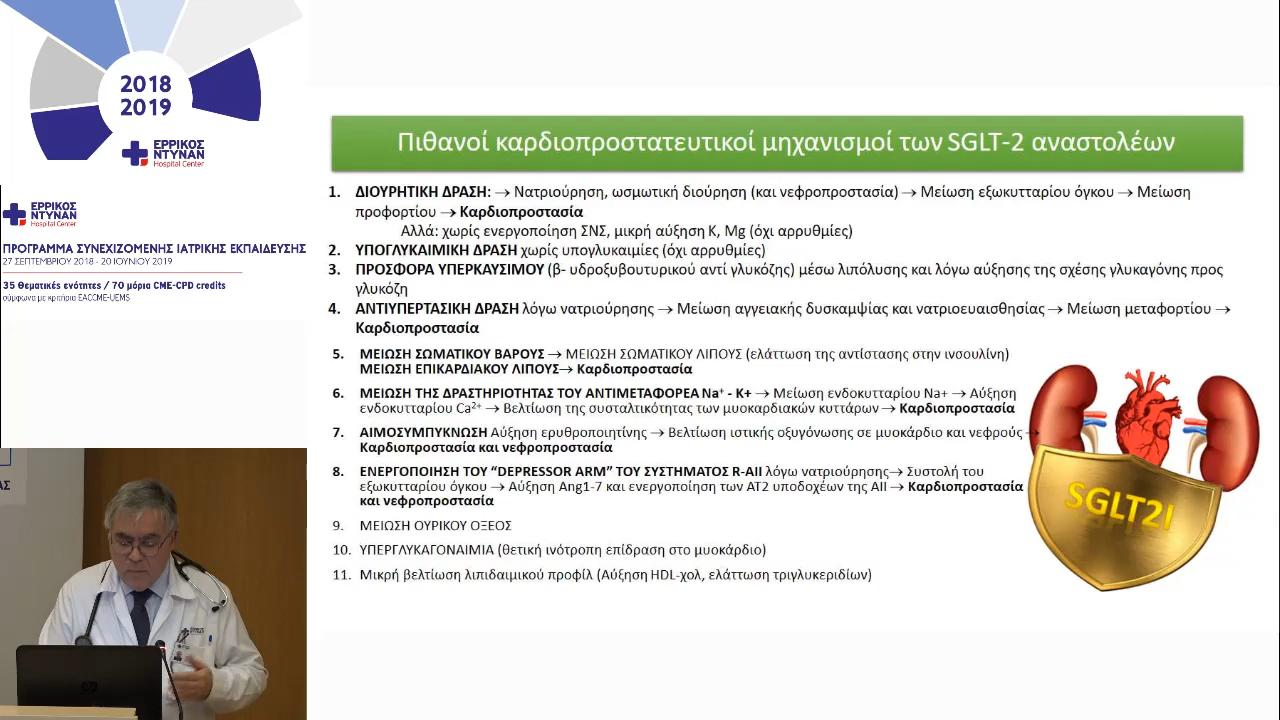 2018
2019
ΕΡΡΙΚΟΣ
ΝΤΥΝΑΝ
Hospital Center
ΕΡΡΙΚΟΣ
ΝΤΥΝΑΝ
Hospital Center
ΠΡΟΓΡΑΜΜΑ ΣΥΝΕΧΙΖΟΜΕΝΗΣ ΙΑΤΡΙΚΗΣ ΕΚΠΑΙΔΕΥΣΗΣ
27 ΣΕΠΤΕΜΒΡΙΟΥ 2018 - 20 ΙΟΥΝΙΟΥ 2019
35 Θεματικές ενότητες / 70 μόρια CME-CPD credits
σύμφωνα με κριτήρια EACCME-UEMS
Πιθανοί καρδιοπροστατευτικοί μηχανισμοί των SGLT-2 αναστολέων
1. ΔΙΟΥΡΗΤΙΚΗ ΔΡΑΣΗ: → Νατριούρηση, ωσμωτική διούρηση (και νεφροπροστασία) → Μείωση εξωκυτταρίου όγκου → Μείωση
προφορτίου → Καρδιοπροστασία
Αλλά: χωρίς ενεργοποίηση ΣΝΣ, μικρή αύξηση Κ, Mg (όχι αρρυθμίες)
2. ΥΠΟΓΛΥΚΑΙΜΙΚΗ ΔΡΑΣΗ χωρίς υπογλυκαιμίες (όχι αρρυθμίες)
3. ΠΡΟΣΦΟΡΑ ΥΠΕΡΚΑΥΣΙΜΟΥ (β- υδροξυβουτυρικού αντί γλυκόζης) μέσω λιπόλυσης και λόγω αύξησης της σχέσης γλυκαγόνης προς
γλυκόζη
4. ΑΝΤΙΥΠΕΡΤΑΣΙΚΗ ΔΡΑΣΗ λόγω νατριούρησης → Μείωση αγγειακής δυσκαμψίας και νατριοευαισθησίας → Μείωση μεταφορτίου →
Καρδιοπροστασία
5. ΜΕΙΩΣΗ ΣΩΜΑΤΙΚΟΥ ΒΑΡΟΥΣ → ΜΕΙΩΣΗ ΣΩΜΑΤΙΚΟΥ ΛΙΠΟΥΣ (ελάττωση της αντίστασης στην ινσουλίνη)
ΜΕΙΩΣΗ ΕΠΙΚΑΡΔΙΑΚΟΥ ΛΙΠΟΥΣ→ Καρδιοπροστασία
6. ΜΕΙΩΣΗ ΤΗΣ ΔΡΑΣΤΗΡΙΟΤΗΤΑΣ ΤΟΥ ΑΝΤΙΜΕΤΑΦΟΡΕΑ Na⁺ - K+ → Μείωση ενδοκυτταρίου Na+ → Αύξηση
ενδοκυτταρίου Ca²⁺ → Βελτίωση της συσταλτικότητας των μυοκαρδιακών κυττάρων → Καρδιοπροστασία
7. ΑΙΜΟΣΥΜΠΥΚΝΩΣΗ Αύξηση ερυθροποιητίνης → Βελτίωση ιστικής οξυγόνωσης σε μυοκάρδιο και νεφρούς →
Καρδιοπροστασία και νεφροπροστασία
8. ΕΝΕΡΓΟΠΟΙΗΣΗ ΤΟΥ “DEPRESSOR ARM” ΤΟΥ ΣΥΣΤΗΜΑΤΟΣ R-AII λόγω νατριούρησης→ Συστολή του
εξωκυτταρίου όγκου → Αύξηση Ang1-7 και ενεργοποίηση των AT2 υποδοχέων της AII → Καρδιοπροστασία
και νεφροπροστασία
9. ΜΕΙΩΣΗ ΟΥΡΙΚΟΥ ΟΞΕΟΣ
10. ΥΠΕΡΓΛΥΚΑΓΟΝΑΙΜΙΑ (θετική ινότροπη επίδραση στο μυοκάρδιο)
11. Μικρή βελτίωση λιπιδαιμικού προφίλ (Αύξηση HDL-χολ, ελάττωση τριγλυκεριδίων)
SGLT2I
ΑΣ
hp